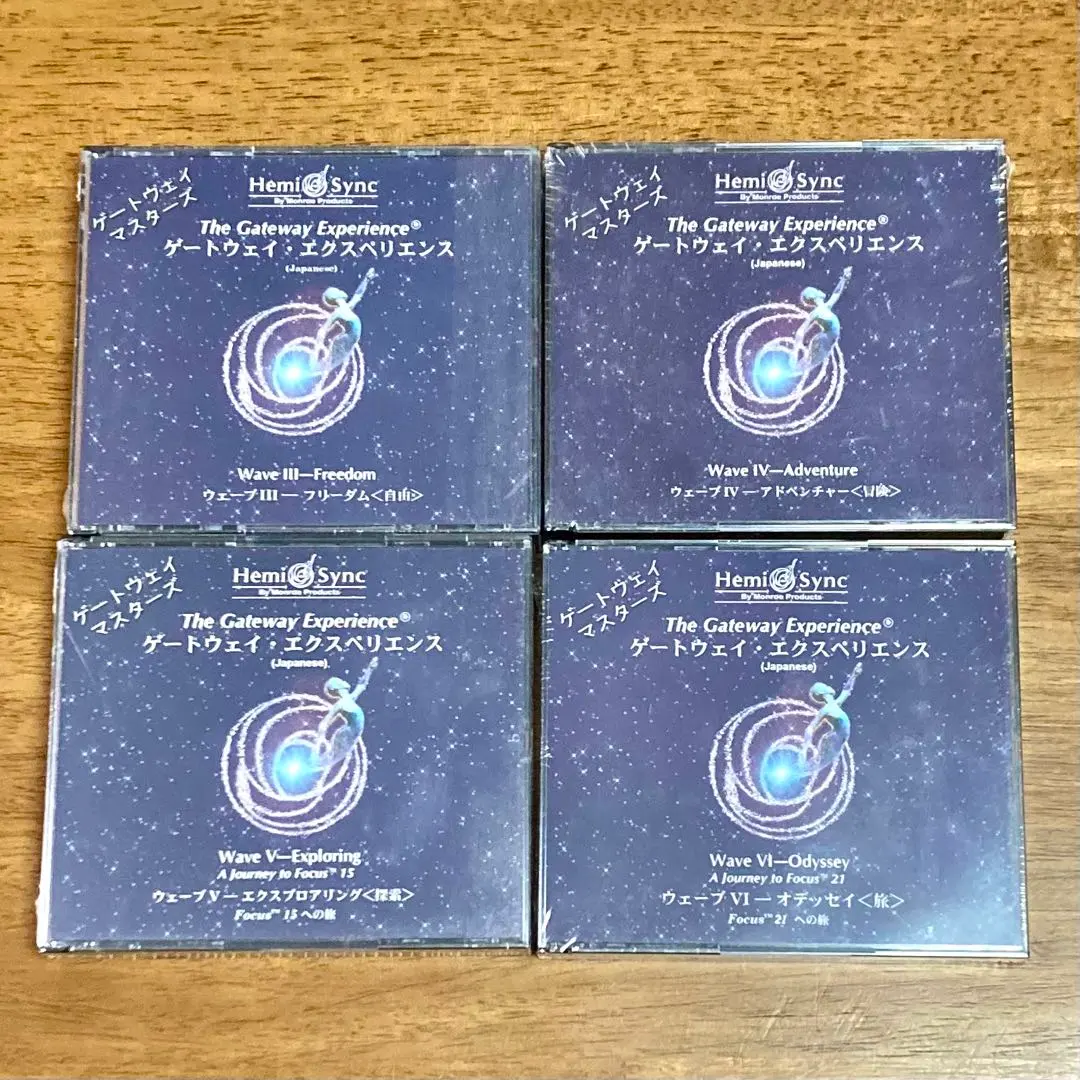 ゲートウェイ
マスターズ
Hemi Sync
By Monroe Products
The Gateway Experience®
ゲートウェイ・エクスペリエンス
(Japanese)
Wave III—Freedom
ウェーブIII — フリーダム<自由>
ゲートウェイ
マスターズ
Hemi Sync
By Monroe Products
The Gateway Experience®
ゲートウェイ・エクスペリエンス
(Japanese)
Wave IV—Adventure
ウェーブIV — アドベンチャー<冒険>
ゲートウェイ
マスターズ
Hemi Sync
By Monroe Products
The Gateway Experience®
ゲートウェイ・エクスペリエンス
(Japanese)
Wave V—Exploring
A Journey to Focus™ 15
ウェーブV — エクスプロアリング<探索>
Focus™ 15 への旅
ゲートウェイ
マスターズ
Hemi Sync
By Monroe Products
The Gateway Experience®
ゲートウェイ・エクスペリエンス
(Japanese)
Wave VI—Odyssey
A Journey to Focus™ 21
ウェーブVI — オデッセイ<旅>
Focus™ 21 への旅